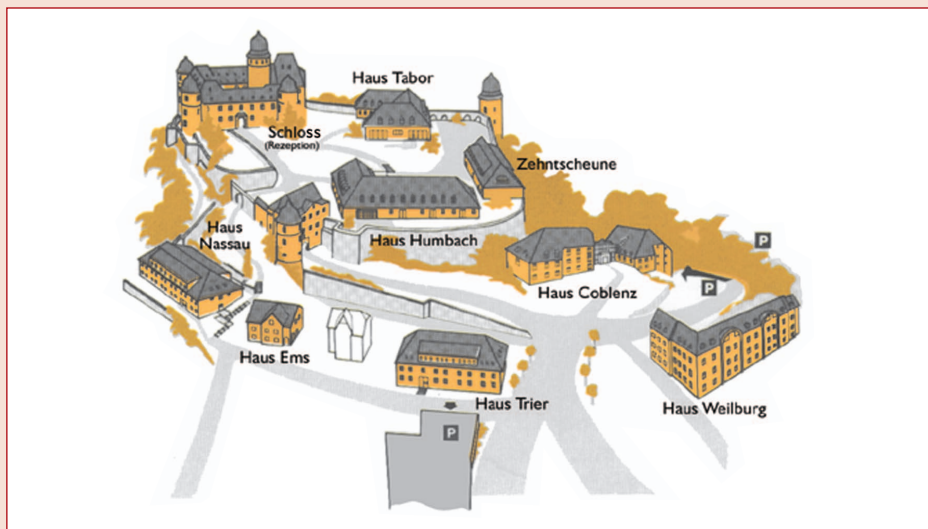 Haus Tabor
Schloss
(Rezeption)
Zehntscheune
Haus
Nassau
Haus Humbach
P
Haus Coblenz
P
Haus Ems
Haus Trier
Haus Weilburg
P